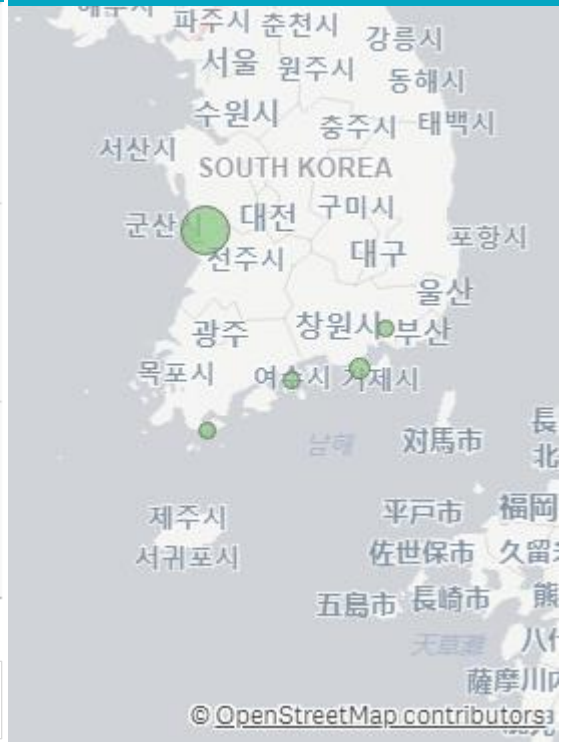 파주시 춘천시
강릉시
서울 원주시
동해시
수원시
충주시 태백시
서산시
SOUTH KOREA
군산
대전 구미시
포항시
전주시
대구
울산
창원시 부산
광주
목포시
여수시 거제시
남해
対馬市
長
北
제주시
平戸市 福岡
서귀포시
佐世保市
五島市 長崎市
熊
天草灘
八代
薩摩川内
© OpenStreetMap contributors